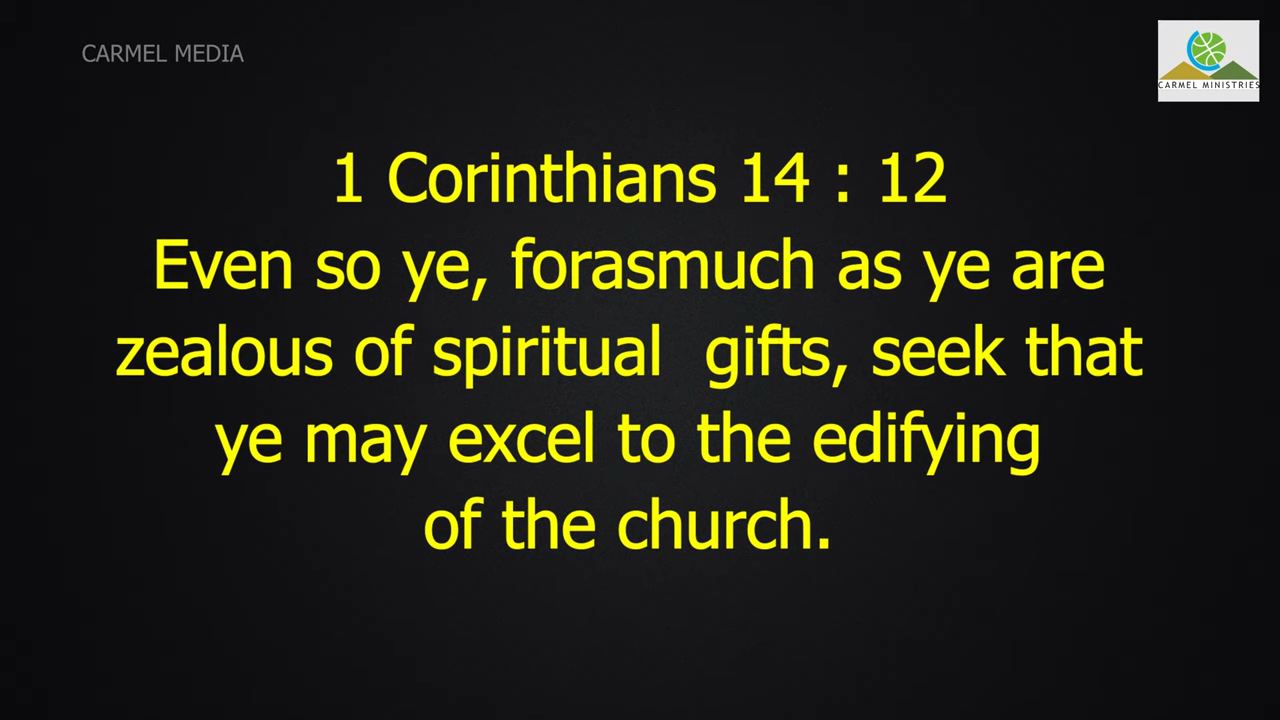 CARMEL MEDIA
CARMEL MINISTRIES
1 Corinthians 14 : 12
Even so ye, forasmuch as ye are
zealous of spiritual  gifts, seek that
ye may excel to the edifying
of the church.